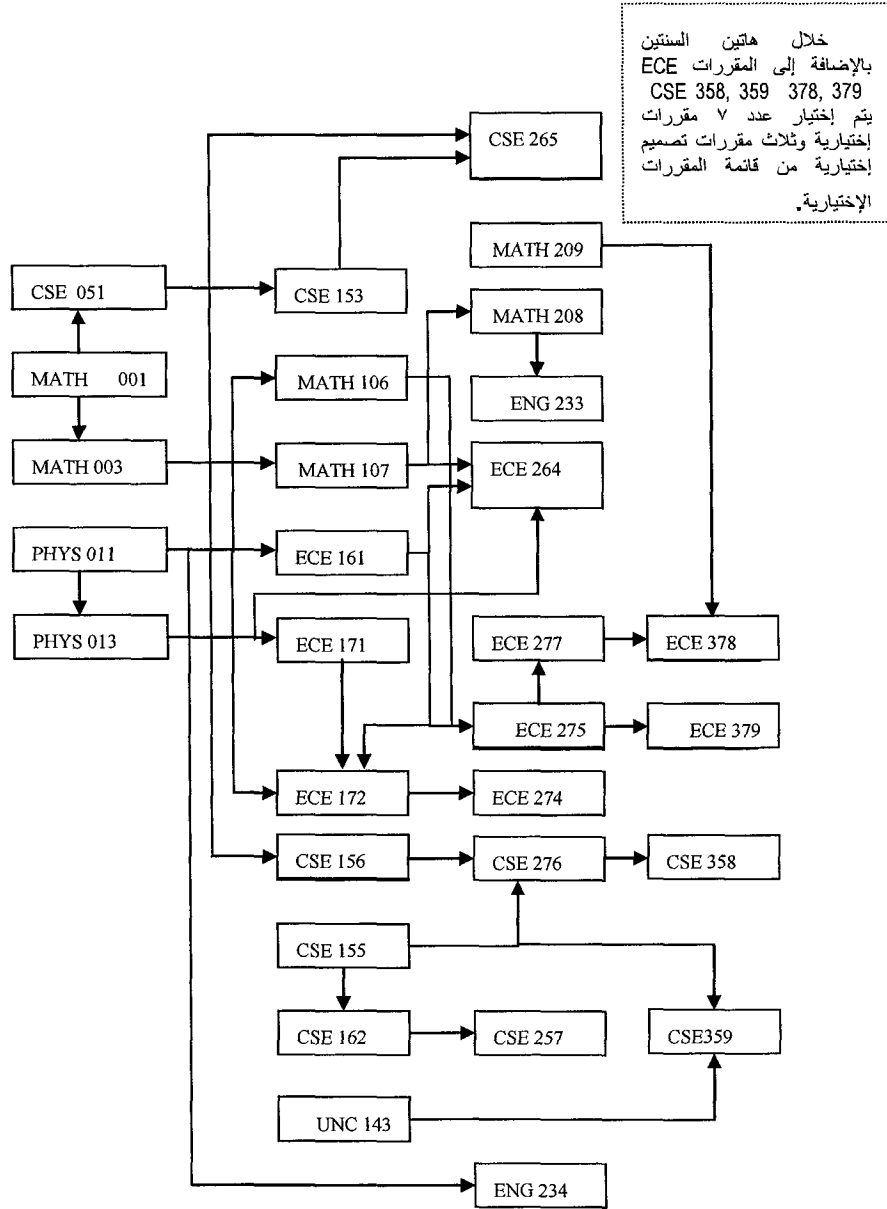 خلال هاتين السنتين
بالإضافة إلى المقررات ECE
CSE 358, 359 378, 379
يتم إختيار عدد ٧ مقررات
إختيارية وثلاث مقررات تصميم
إختيارية من قائمة المقررات
الإختيارية.
CSE 265
MATH 209
CSE 051
CSE 153
MATH 208
MATH 001
MATH 106
ENG 233
MATH 003
MATH 107
ECE 264
PHYS 011
ECE 161
PHYS 013
ECE 171
ECE 277
ECE 378
ECE 275
ECE 379
ECE 172
ECE 274
CSE 156
CSE 276
CSE 358
CSE 155
CSE 162
CSE 257
CSE359
UNC 143
ENG 234